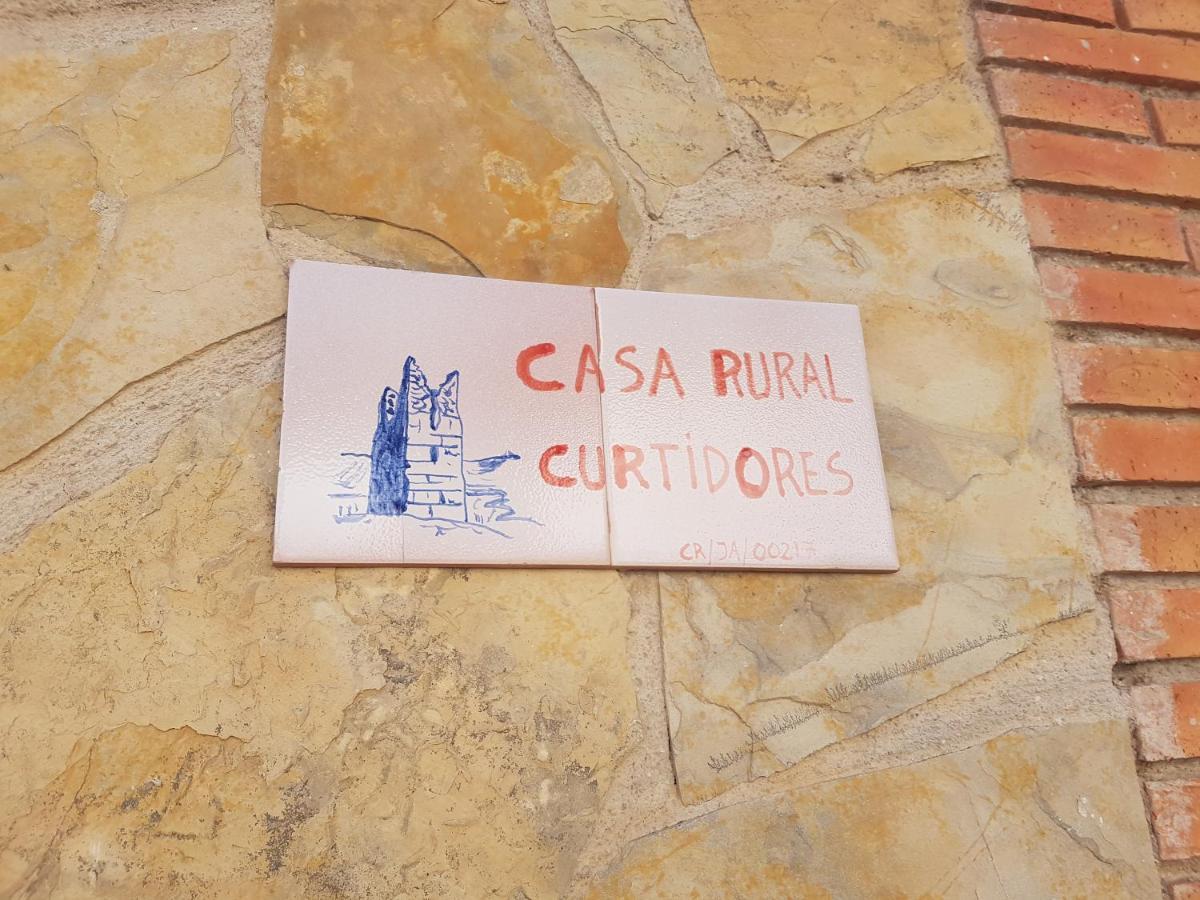 CASA RURAL
CURTiDORES
CR/JA/00217